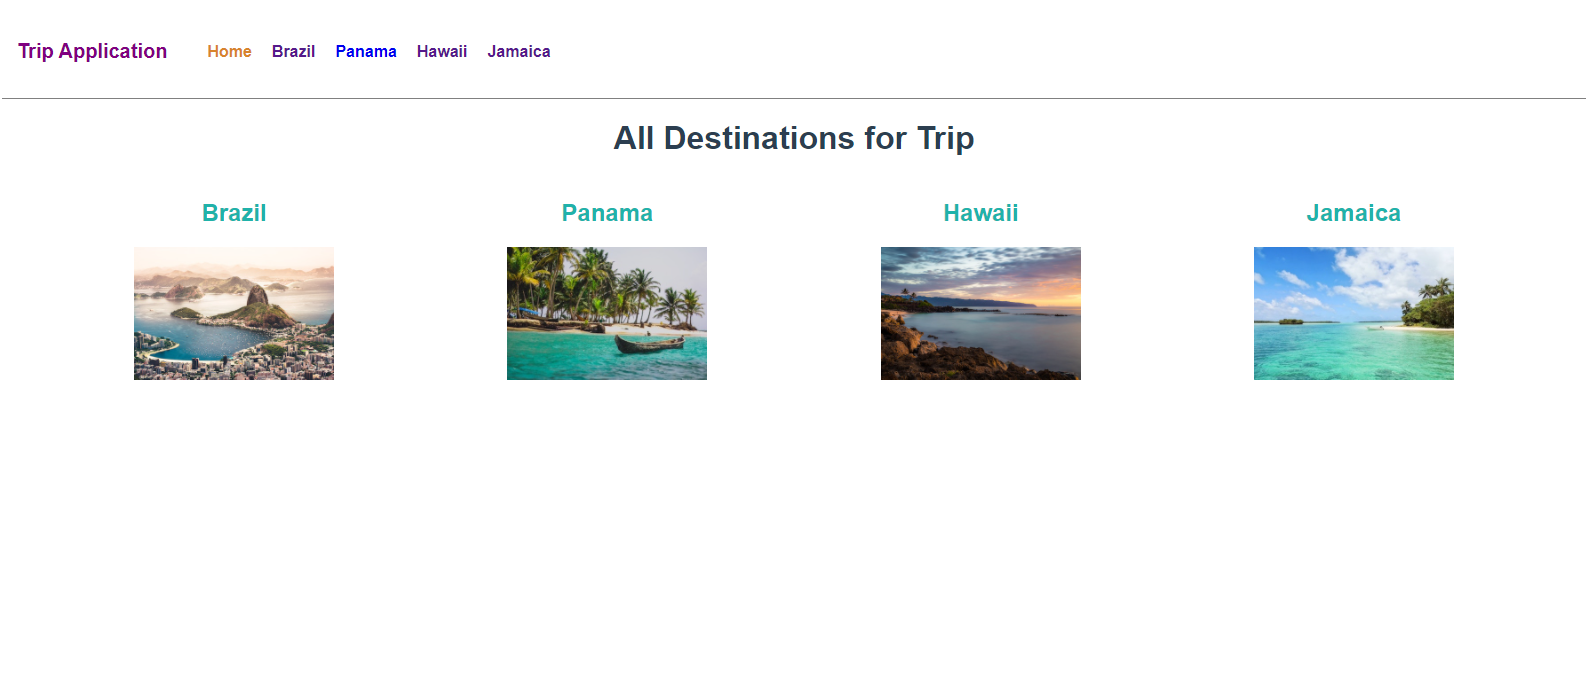 Trip Application Home Brazil Panama Hawaii Jamaica
All Destinations for Trip
Brazil Panama Hawaii Jamaica